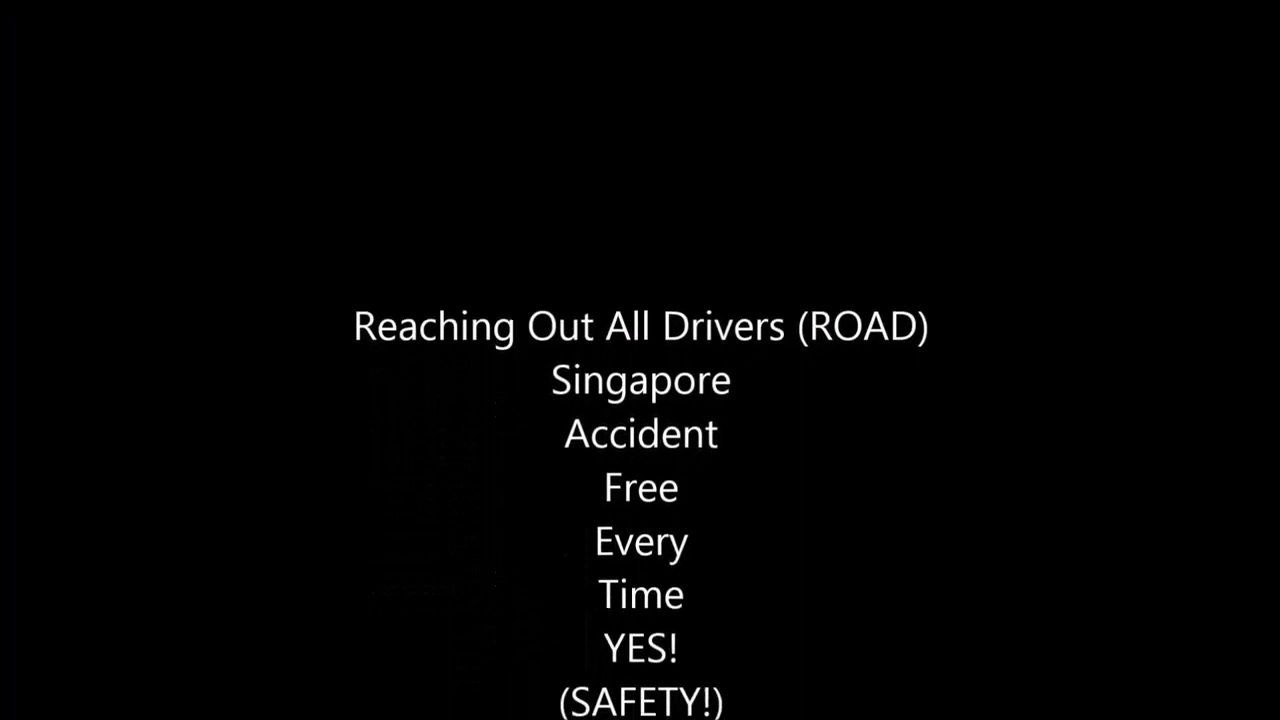 Reaching Out All Drivers (ROAD)
Singapore
Accident
Free
Every
Time
YES!
(SAFETY!)